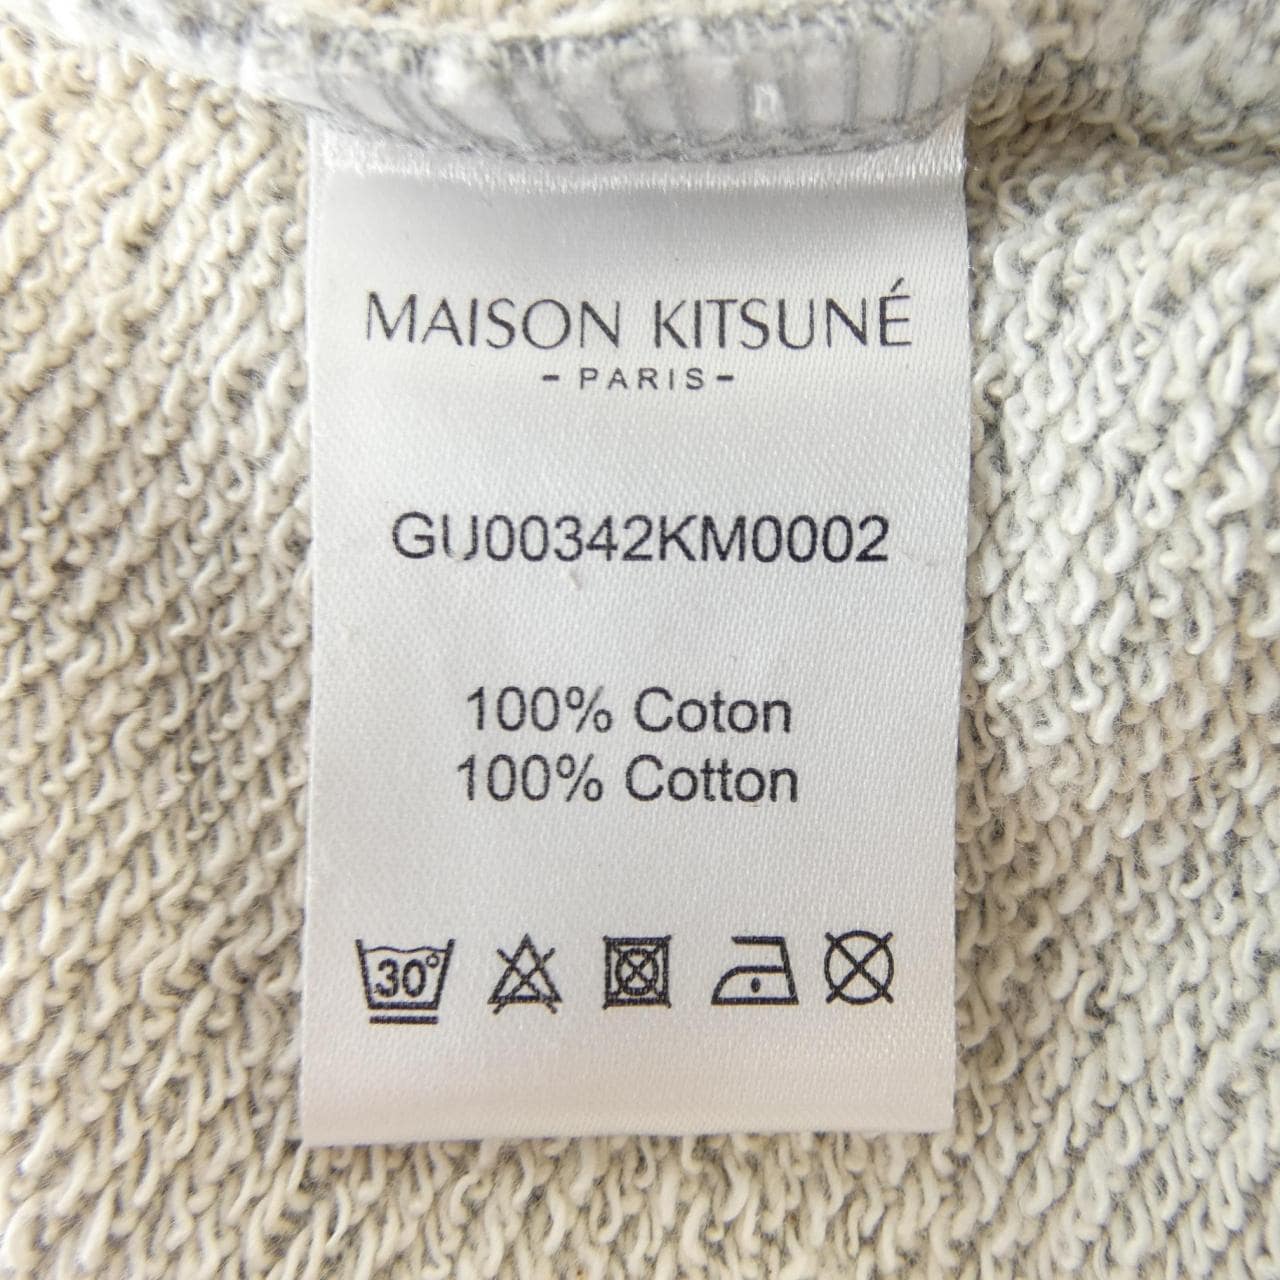 MAISON KITSUNÉ
- PARIS -
GU00342KM0002
100% Coton
100% Cotton
30°